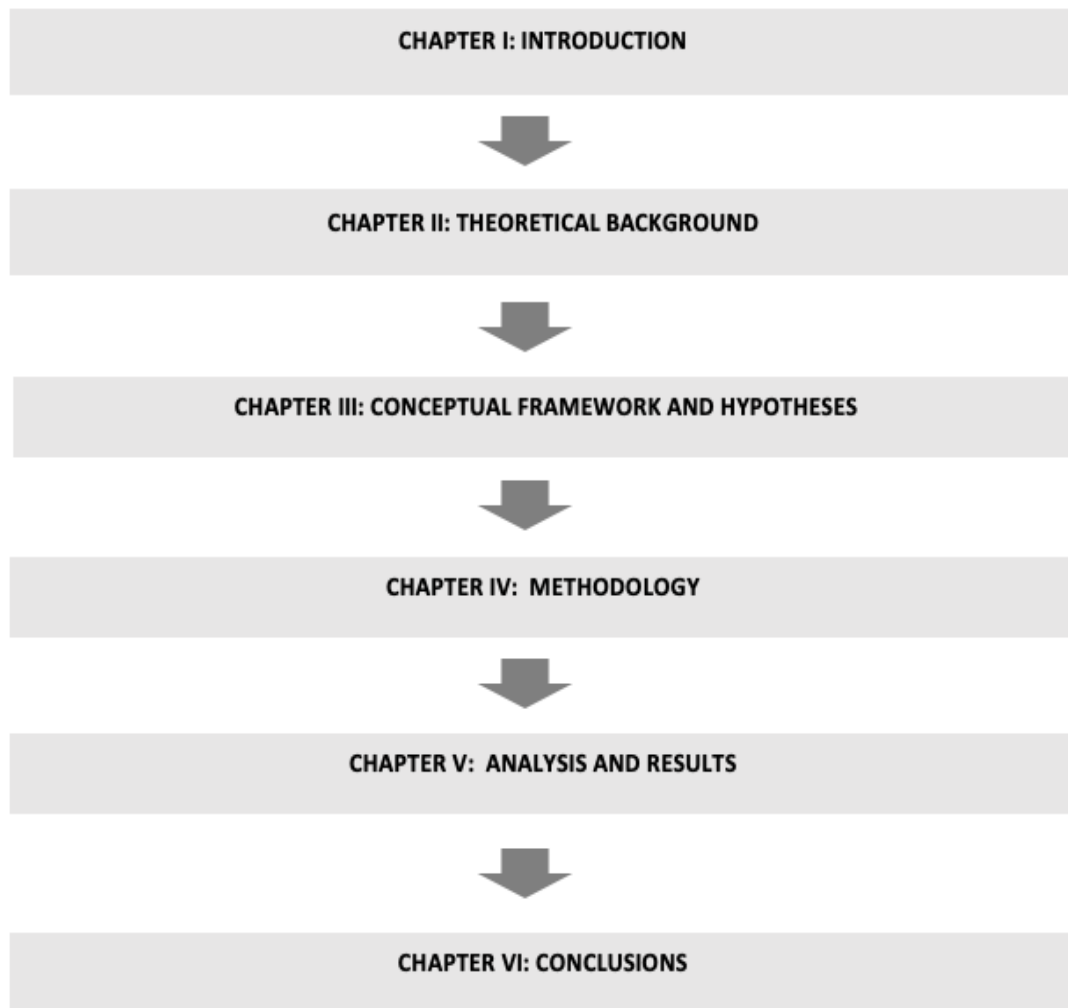 CHAPTER I: INTRODUCTION
CHAPTER II: THEORETICAL BACKGROUND
CHAPTER III: CONCEPTUAL FRAMEWORK AND HYPOTHESES
CHAPTER IV:  METHODOLOGY
CHAPTER V:  ANALYSIS AND RESULTS
CHAPTER VI: CONCLUSIONS